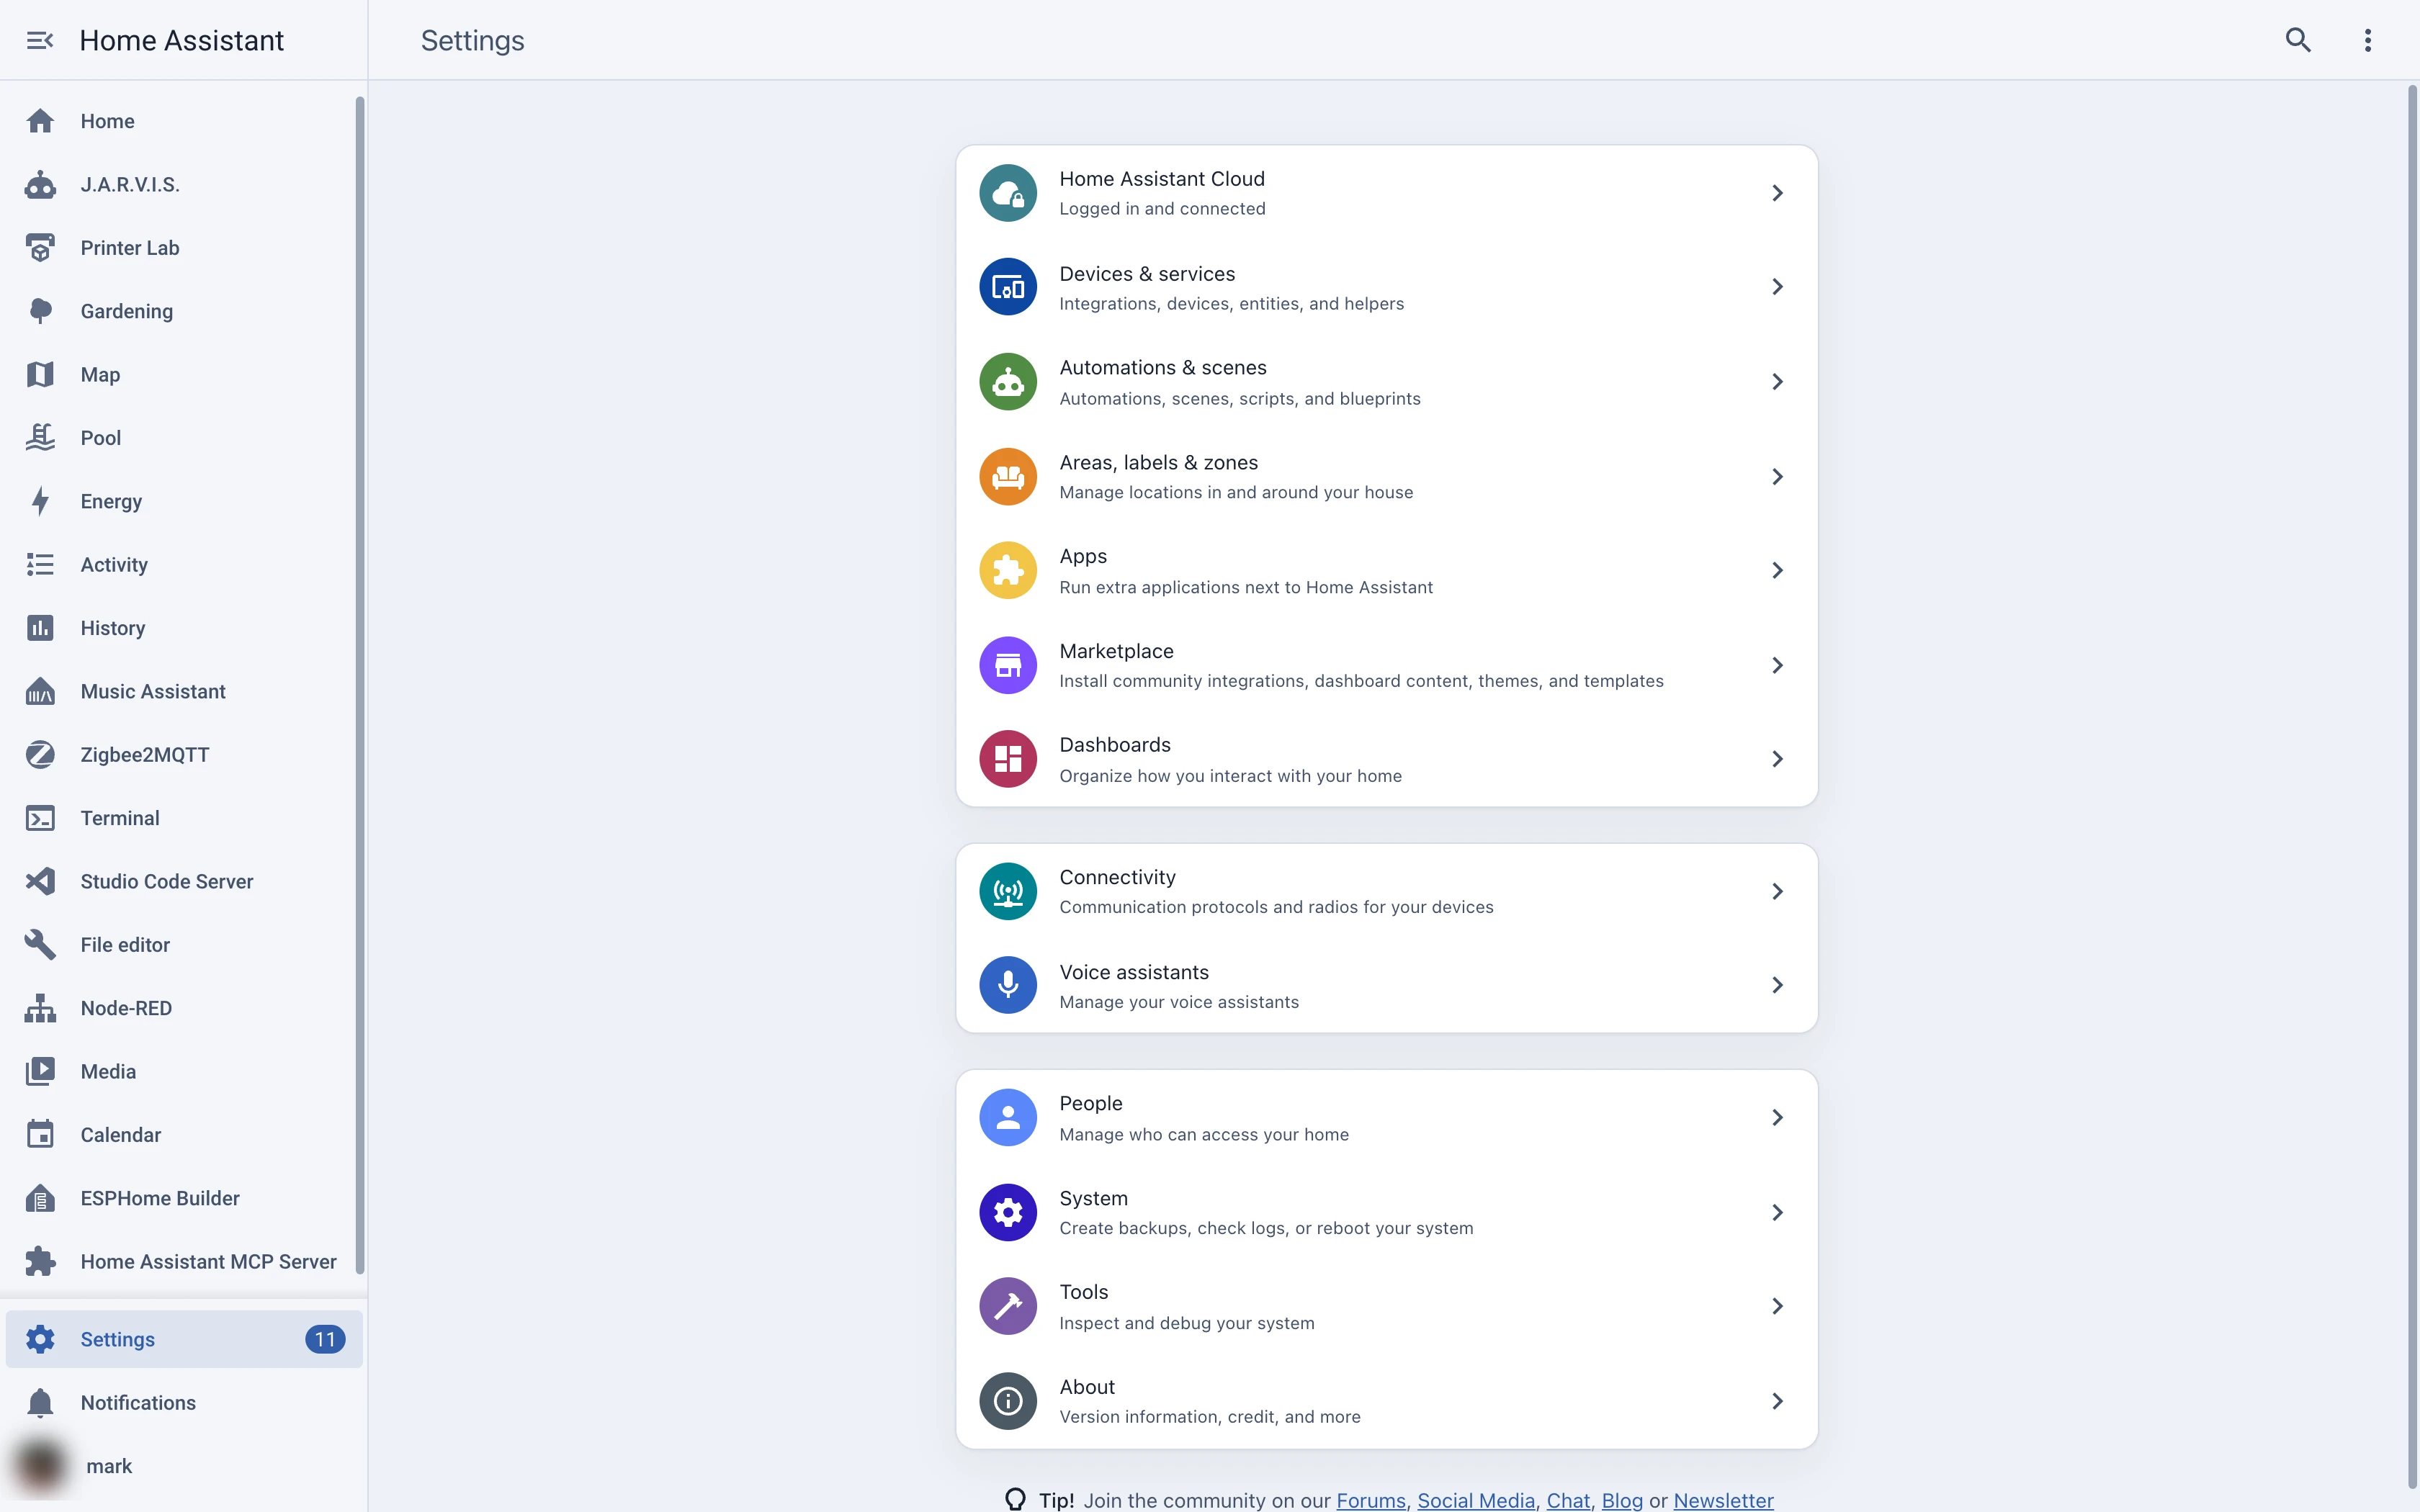 Home Assistant
Settings
Home
J.A.R.V.I.S.
Printer Lab
Gardening
Map
Pool
Energy
Activity
History
Music Assistant
Zigbee2MQTT
Terminal
Studio Code Server
File editor
Node-RED
Media
Calendar
ESPHome Builder
Home Assistant MCP Server
Settings 11
Notifications
mark
Home Assistant Cloud
Logged in and connected
Devices & services
Integrations, devices, entities, and helpers
Automations & scenes
Automations, scenes, scripts, and blueprints
Areas, labels & zones
Manage locations in and around your house
Apps
Run extra applications next to Home Assistant
Marketplace
Install community integrations, dashboard content, themes, and templates
Dashboards
Organize how you interact with your home
Connectivity
Communication protocols and radios for your devices
Voice assistants
Manage your voice assistants
People
Manage who can access your home
System
Create backups, check logs, or reboot your system
Tools
Inspect and debug your system
About
Version information, credit, and more
Tip! Join the community on our Forums, Social Media, Chat, Blog or Newsletter